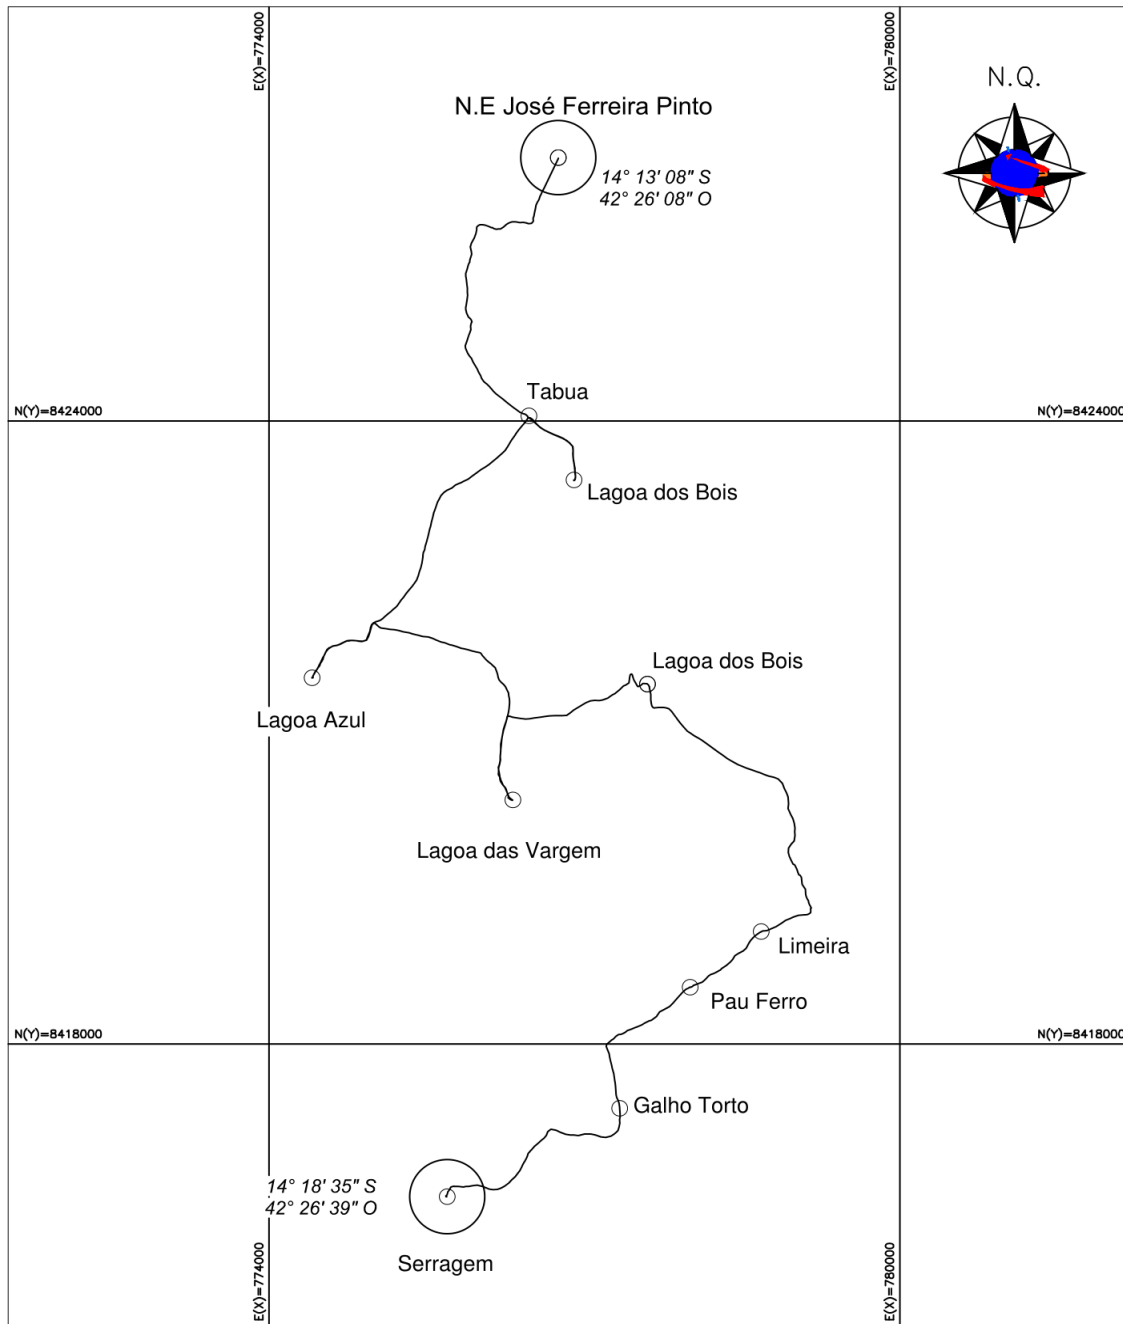 E(X)=774000
E(X)=780000
N.Q.
N.E José Ferreira Pinto
14° 13' 08" S
42° 26' 08" O
Tabua
N(Y)=8424000
N(Y)=8424000
Lagoa dos Bois
Lagoa dos Bois
Lagoa Azul
Lagoa das Vargem
Limeira
Pau Ferro
N(Y)=8418000
N(Y)=8418000
Galho Torto
14° 18' 35" S
42° 26' 39" O
Serragem
E(X)=774000
E(X)=780000